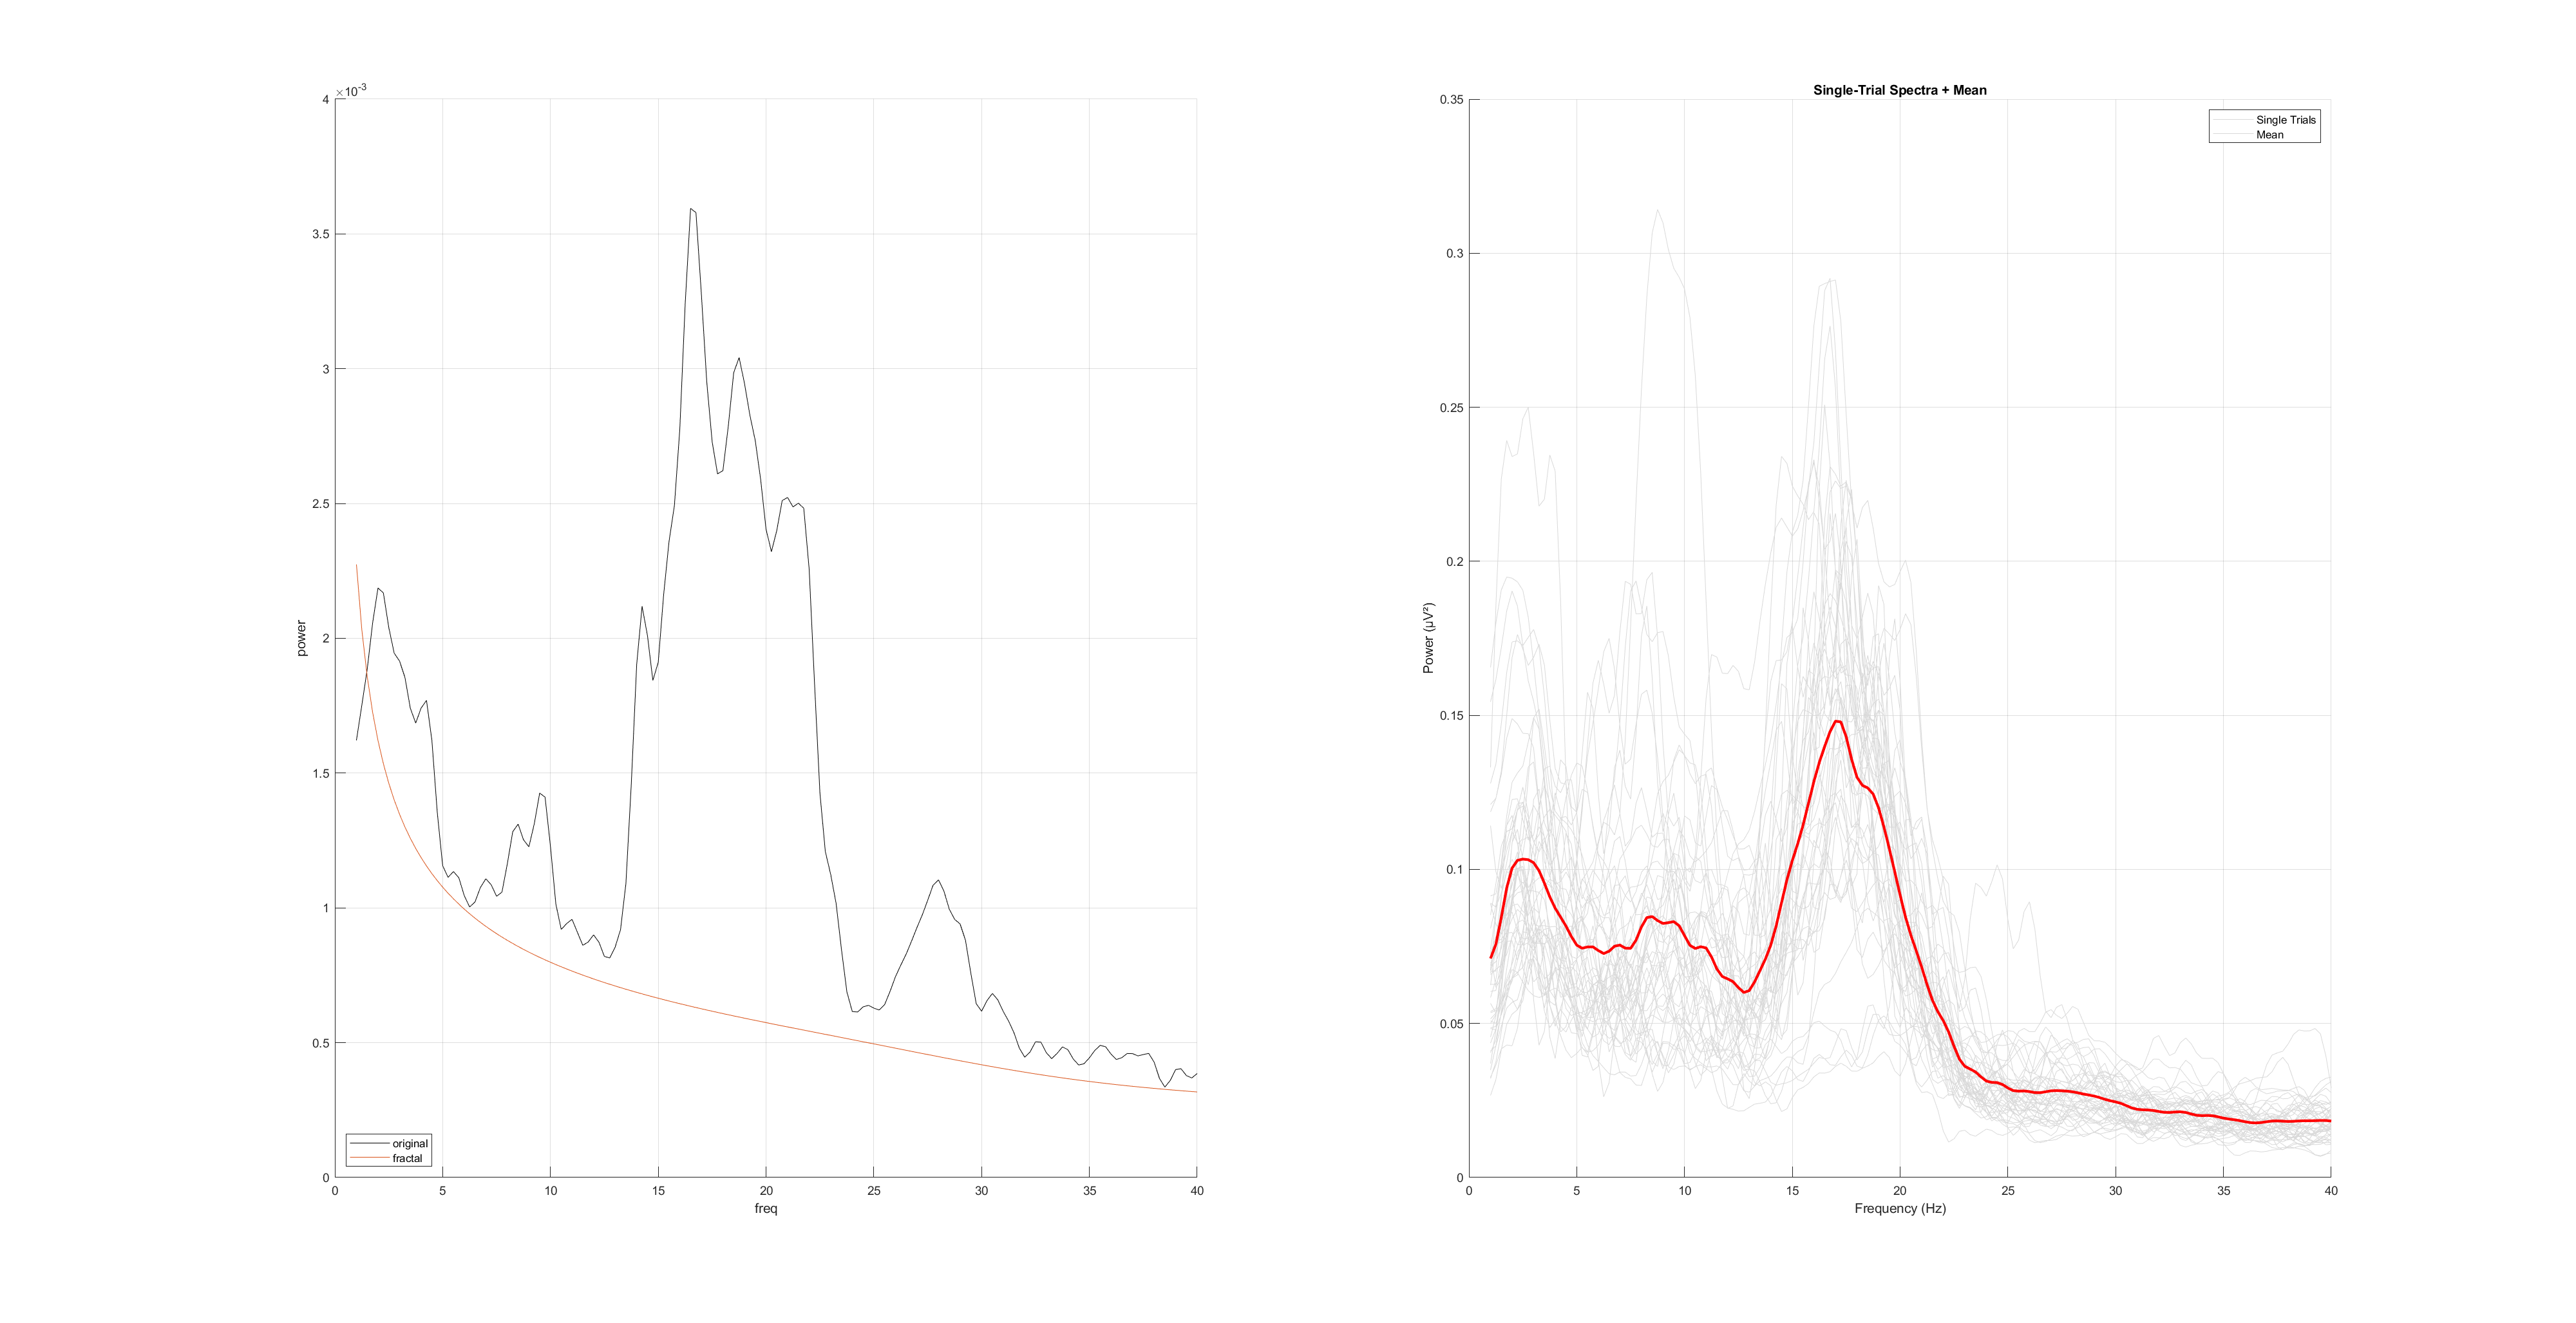 ×10-3
4
3.5
3
2.5
2
1.5
1
0.5
0
power
0 5 10 15 20 25 30 35 40
freq
original
fractal
Single-Trial Spectra + Mean
0.35
0.3
0.25
0.2
0.15
0.1
0.05
0
Power (µV²)
0 5 10 15 20 25 30 35 40
Frequency (Hz)
Single Trials
Mean